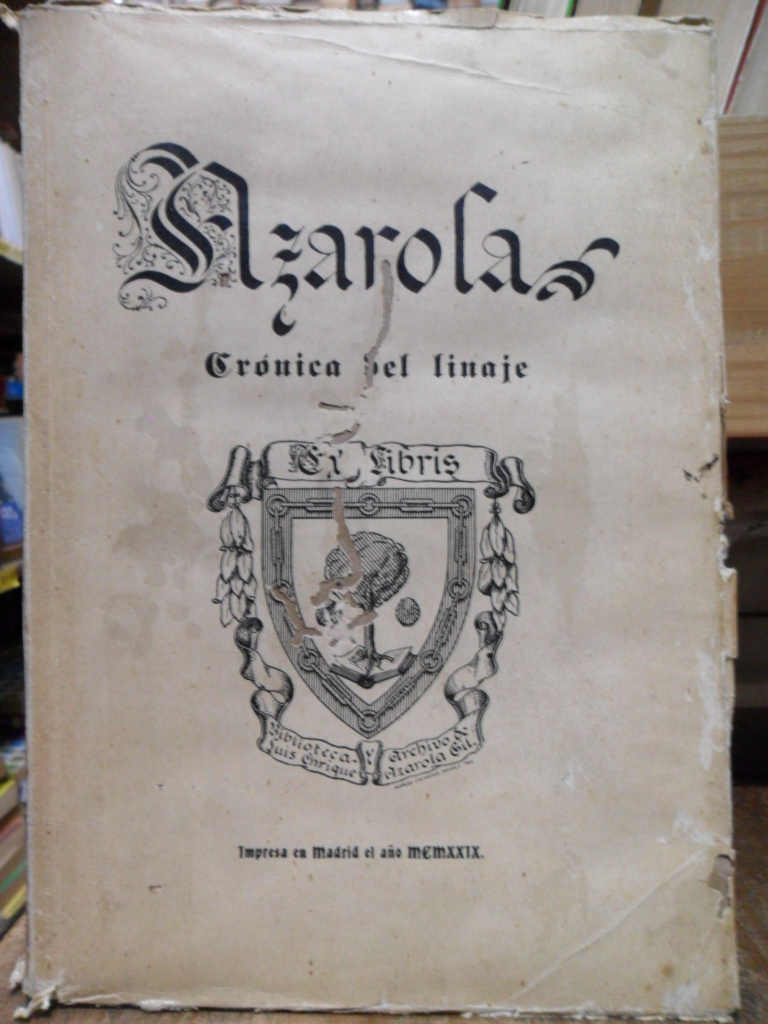 Azarola
Crónica del linaje
Ex Libris
Biblioteca y Archivo de
Luis Enrique Azarola Gil.
Impresa en Madrid el año MCMXXIX.